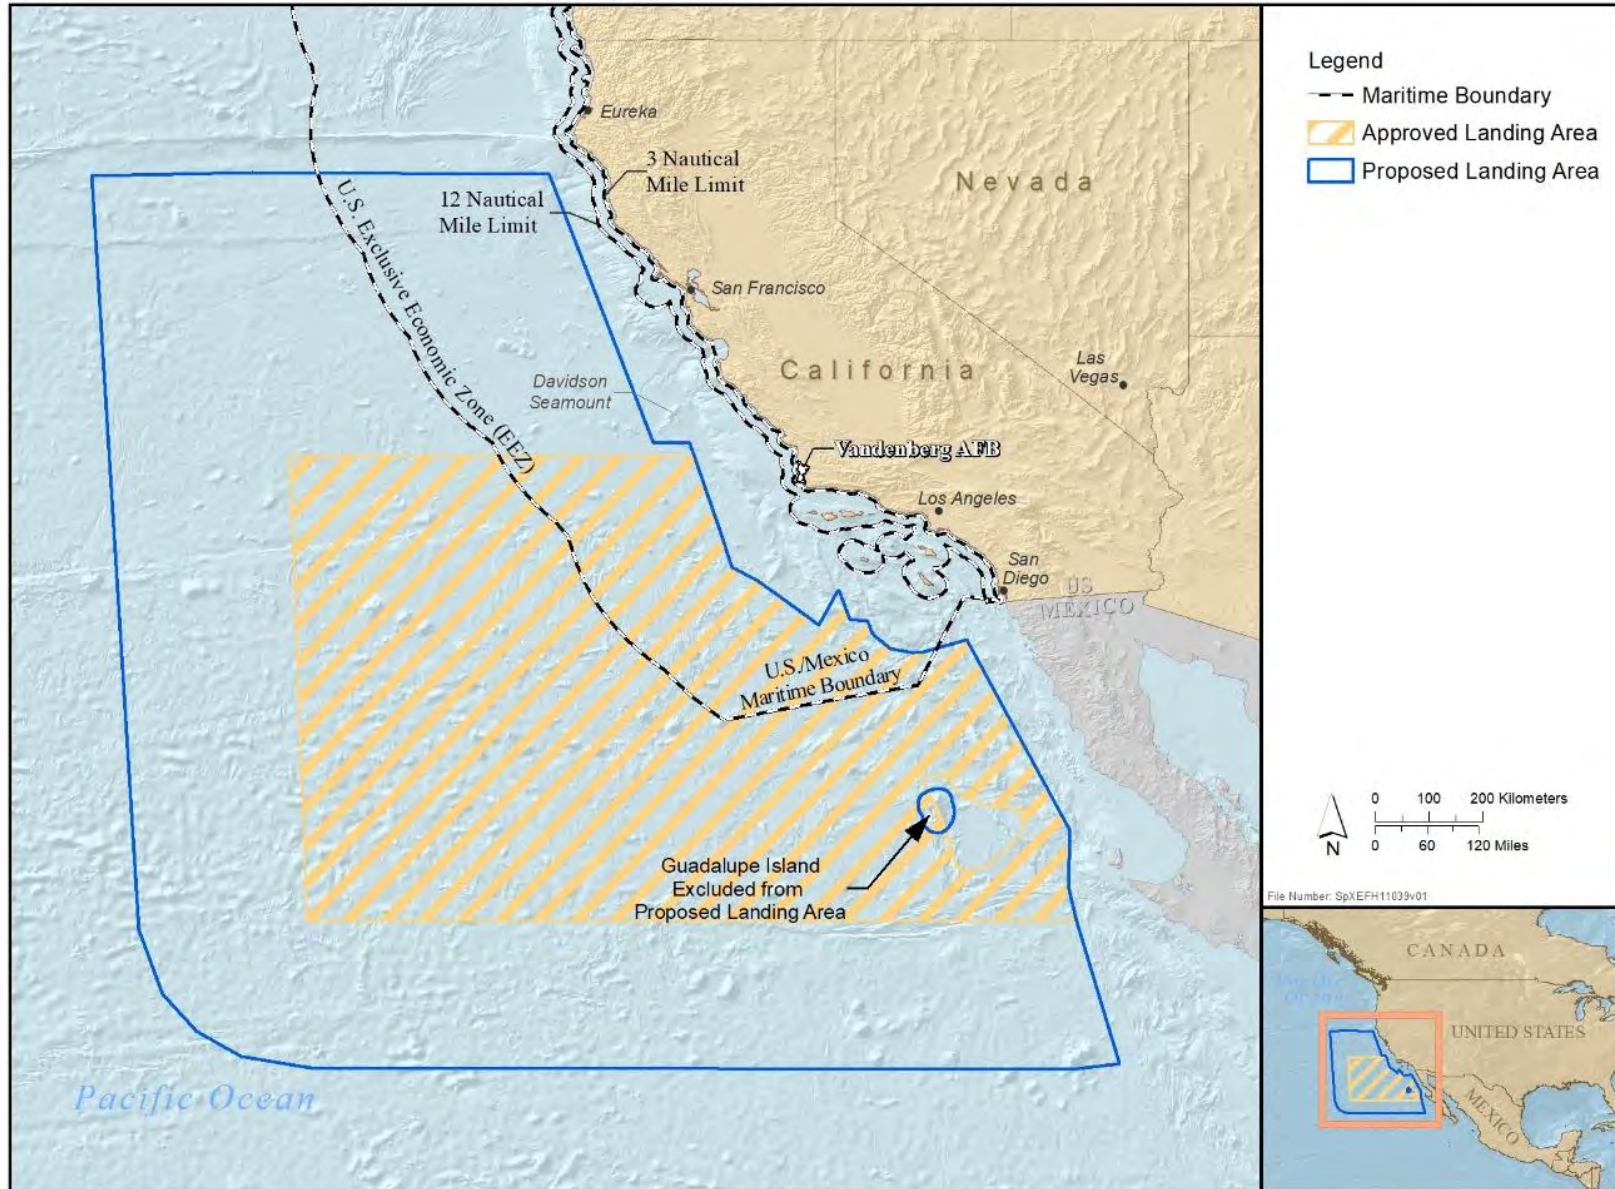 Eureka
3 Nautical
Mile Limit
12 Nautical
Mile Limit
U.S. Exclusive Economic Zone (EEZ)
Nevada
San Francisco
California
Las
Vegas
Davidson
Seamount
Vandenberg AFB
Los Angeles
San
Diego
US
MEXICO
U.S./Mexico
Maritime Boundary
Guadalupe Island
Excluded from
Proposed Landing Area
Pacific Ocean
Legend
Maritime Boundary
Approved Landing Area
Proposed Landing Area
0 100 200 Kilometers
0 60 120 Miles
N
File Number: SpXEFH11039v01
CANADA
Pacific
Ocean
UNITED STATES
MEXICO